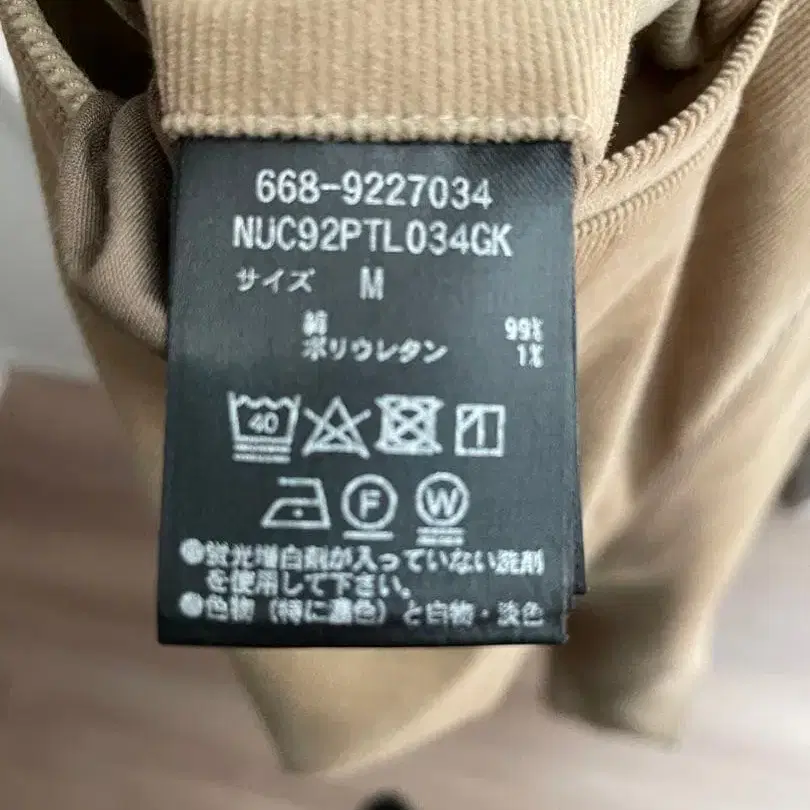 668-9227034
NUC92PTL034GK
サイズ M
綿 99%
ポリウレタン 1%
40
F W
●蛍光増白剤が入っていない洗剤
を使用して下さい。
●色物（特に濃色）と白物・淡色